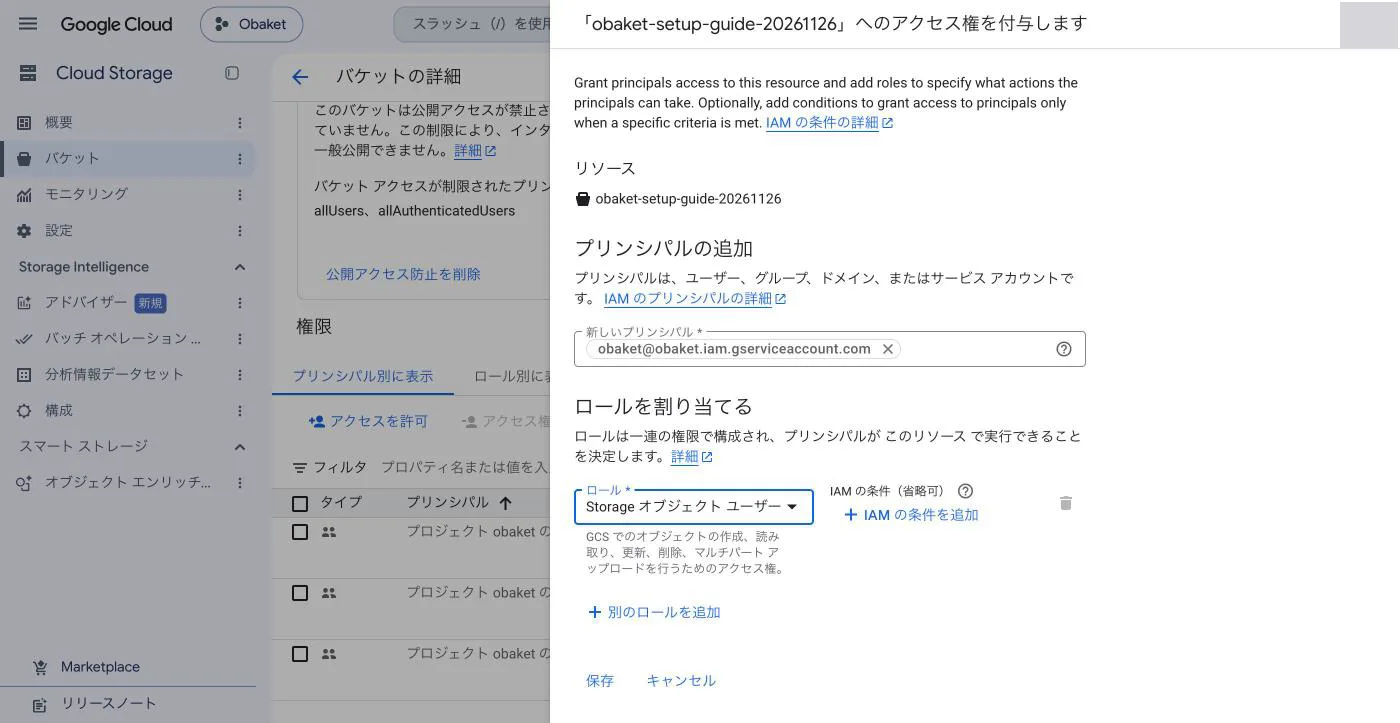 Google Cloud
Obaket
スラッシュ（/）を使用
Cloud Storage
概要
バケット
モニタリング
設定
Storage Intelligence
アドバイザー 新規
バッチ オペレーション ...
分析情報データセット
構成
スマート ストレージ
オブジェクト エンリッチ...
Marketplace
リリースノート
バケットの詳細
このバケットは公開アクセスが禁止さ
ていません。この制限により、インタ
一般公開できません。詳細
バケット アクセスが制限されたプリン
allUsers、allAuthenticatedUsers
公開アクセス防止を削除
権限
プリンシパル別に表示 ロール別に表
アクセスを許可 アクセス権
フィルタ プロパティ名または値を入
タイプ プリンシパル
プロジェクト obaket の
プロジェクト obaket の
プロジェクト obaket の
「obaket-setup-guide-20261126」へのアクセス権を付与します
Grant principals access to this resource and add roles to specify what actions the
principals can take. Optionally, add conditions to grant access to principals only
when a specific criteria is met. IAM の条件の詳細
リソース
obaket-setup-guide-20261126
プリンシパルの追加
プリンシパルは、ユーザー、グループ、ドメイン、またはサービス アカウントで
す。 IAM のプリンシパルの詳細
新しいプリンシパル *
obaket@obaket.iam.gserviceaccount.com
ロールを割り当てる
ロールは一連の権限で構成され、プリンシパルが このリソース で実行できること
を決定します。詳細
ロール *
Storage オブジェクト ユーザー
GCS でのオブジェクトの作成、読み
取り、更新、削除、マルチパート ア
ップロードを行うためのアクセス権。
IAM の条件（省略可）
IAM の条件を追加
別のロールを追加
保存 キャンセル